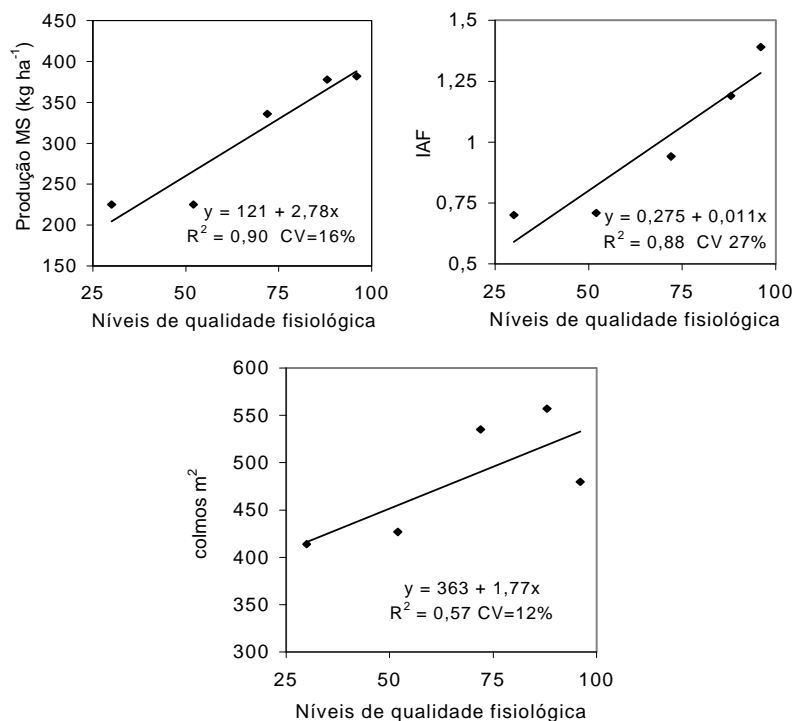 450
400
350
300
250
200
150
Produção MS (kg ha⁻¹)
y = 121 + 2,78x
R² = 0,90 CV=16%
25 50 75 100
Níveis de qualidade fisiológica
1,5
1,25
1
0,75
0,5
IAF
y = 0,275 + 0,011x
R² = 0,88 CV 27%
25 50 75 100
Níveis de qualidade fisiológica
600
550
500
450
400
350
300
colmos m²
y = 363 + 1,77x
R² = 0,57 CV=12%
25 50 75 100
Níveis de qualidade fisiológica